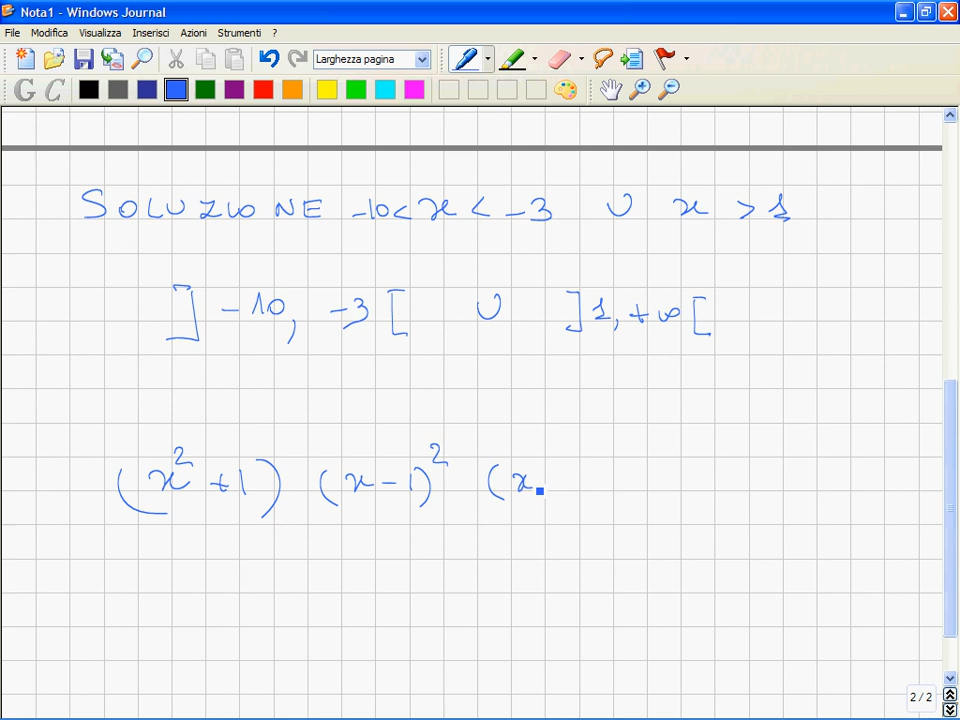 Nota1 - Windows Journal
File Modifica Visualizza Inserisci Azioni Strumenti ?
Larghezza pagina
G C
SOLUZIONE -10 < x < -3 ∪ x > 1
] -10, -3 [ ∪ ] 1, +∞ [
(x² + 1) (x - 1)² (x
2 / 2